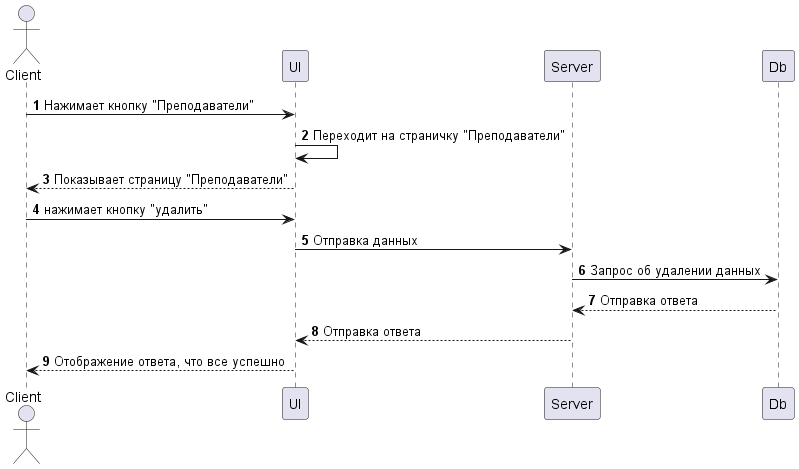 Client
UI
Server
Db
1 Нажимает кнопку "Преподаватели"
2 Переходит на страничку "Преподаватели"
3 Показывает страницу "Преподаватели"
4 нажимает кнопку "удалить"
5 Отправка данных
6 Запрос об удалении данных
7 Отправка ответа
8 Отправка ответа
9 Отображение ответа, что все успешно
Client
UI
Server
Db